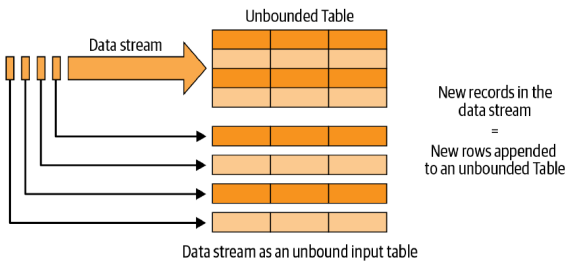 Unbounded Table
Data stream
New records in the
data stream
=
New rows appended
to an unbounded Table
Data stream as an unbound input table